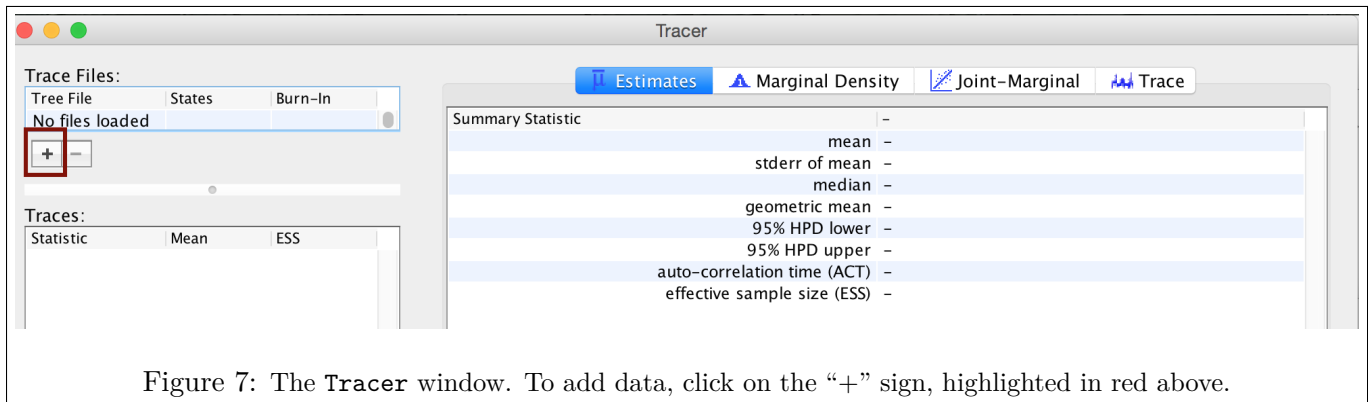 Tracer
Trace Files:
Tree File States Burn-In
No files loaded
+ −
Traces:
Statistic Mean ESS
Estimates Marginal Density Joint-Marginal Trace
Summary Statistic -
mean -
stderr of mean -
median -
geometric mean -
95% HPD lower -
95% HPD upper -
auto-correlation time (ACT) -
effective sample size (ESS) -
Figure 7: The Tracer window. To add data, click on the “+” sign, highlighted in red above.